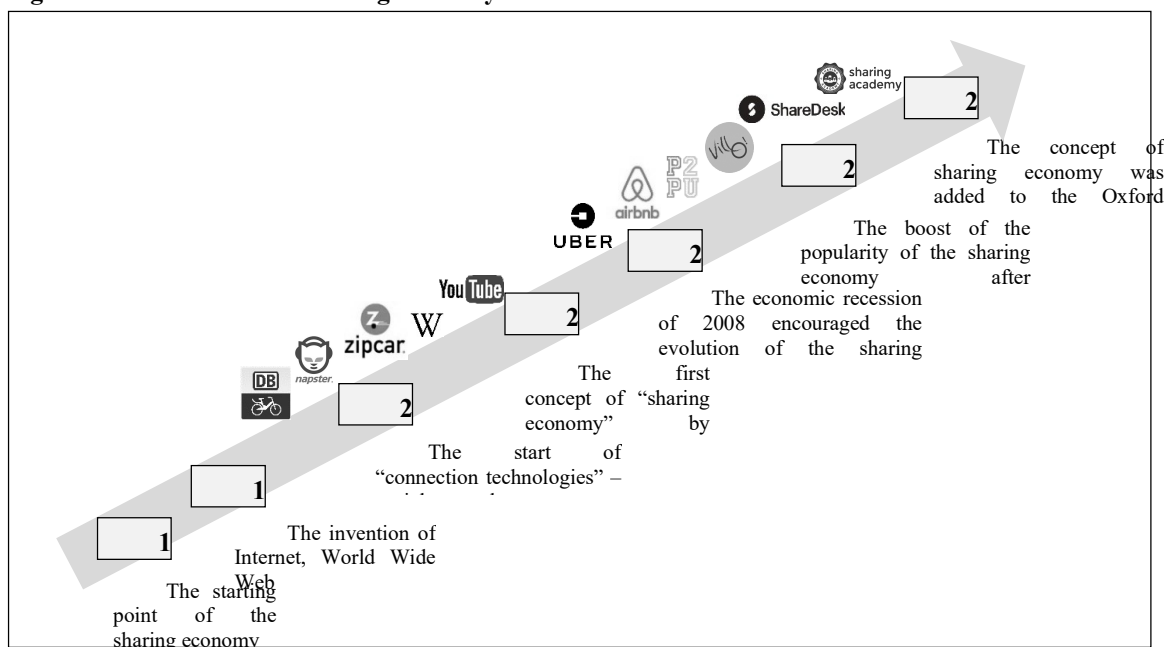 sharing
academy
2
ShareDesk
The concept of
sharing economy was
added to the Oxford
Villo!
2
P2
PU
airbnb
The boost of the
popularity of the sharing
economy after
UBER
2
The economic recession
of 2008 encouraged the
evolution of the sharing
You Tube
2
W
zipcar.
napster.
DB
The first
concept of “sharing
economy” by
2
The start of
“connection technologies” –
1
The invention of
Internet, World Wide
Web
1
The starting
point of the
sharing economy